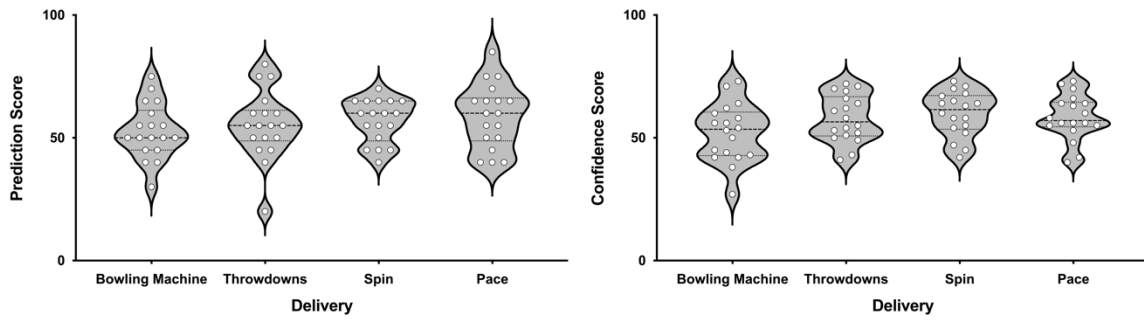 100
50
0
Prediction Score
Bowling Machine
Throwdowns
Spin
Pace
Delivery
100
50
0
Confidence Score
Bowling Machine
Throwdowns
Spin
Pace
Delivery